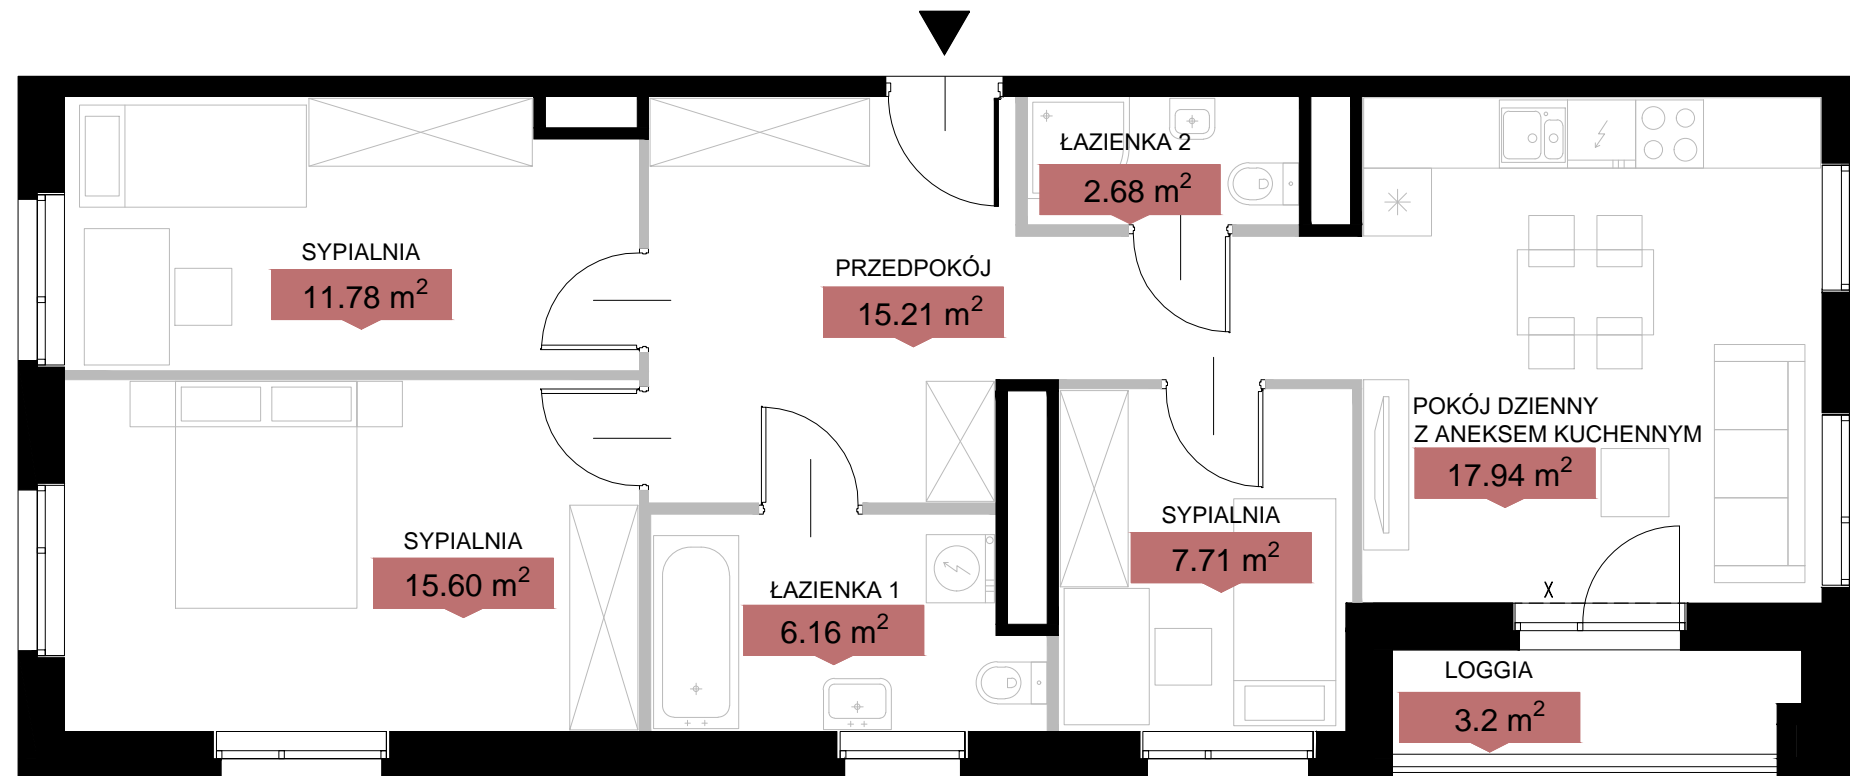 ŁAZIENKA 2
2.68 m²
SYPIALNIA
11.78 m²
PRZEDPOKÓJ
15.21 m²
POKÓJ DZIENNY
Z ANEKSEM KUCHENNYM
17.94 m²
SYPIALNIA
15.60 m²
ŁAZIENKA 1
6.16 m²
SYPIALNIA
7.71 m²
X
LOGGIA
3.2 m²